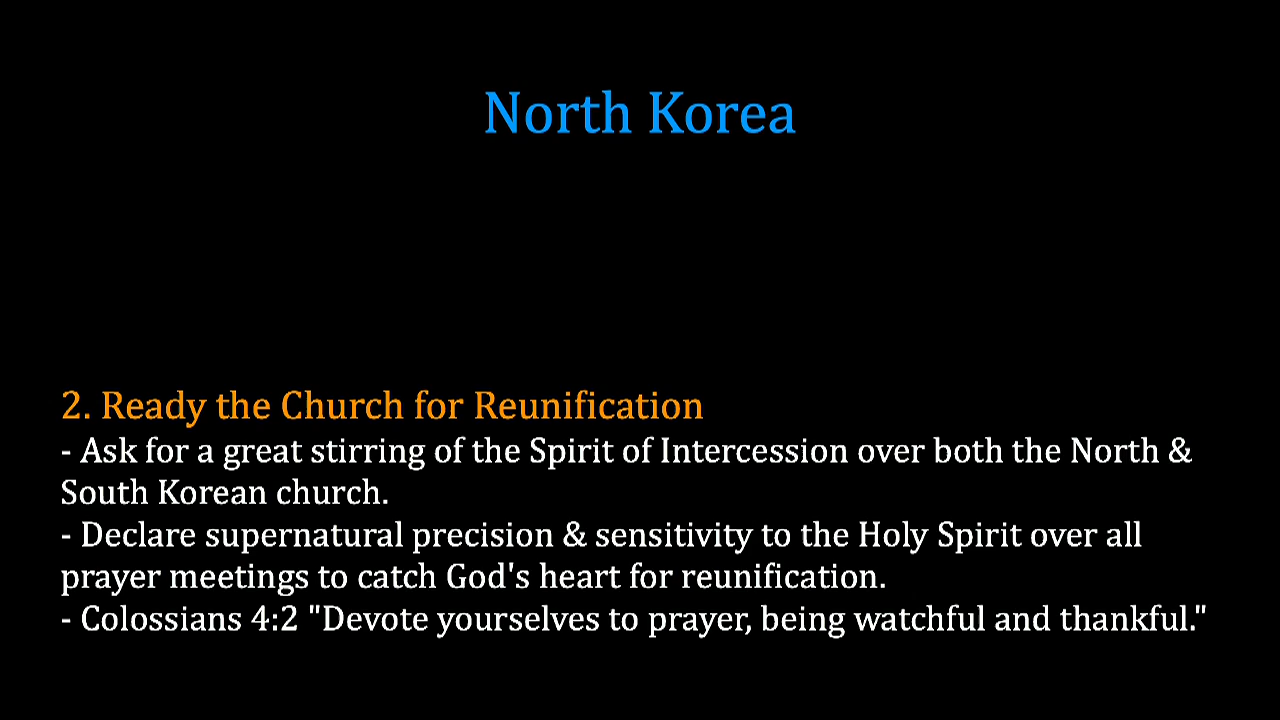 North Korea
2. Ready the Church for Reunification
- Ask for a great stirring of the Spirit of Intercession over both the North &
South Korean church.
- Declare supernatural precision & sensitivity to the Holy Spirit over all
prayer meetings to catch God's heart for reunification.
- Colossians 4:2 "Devote yourselves to prayer, being watchful and thankful."